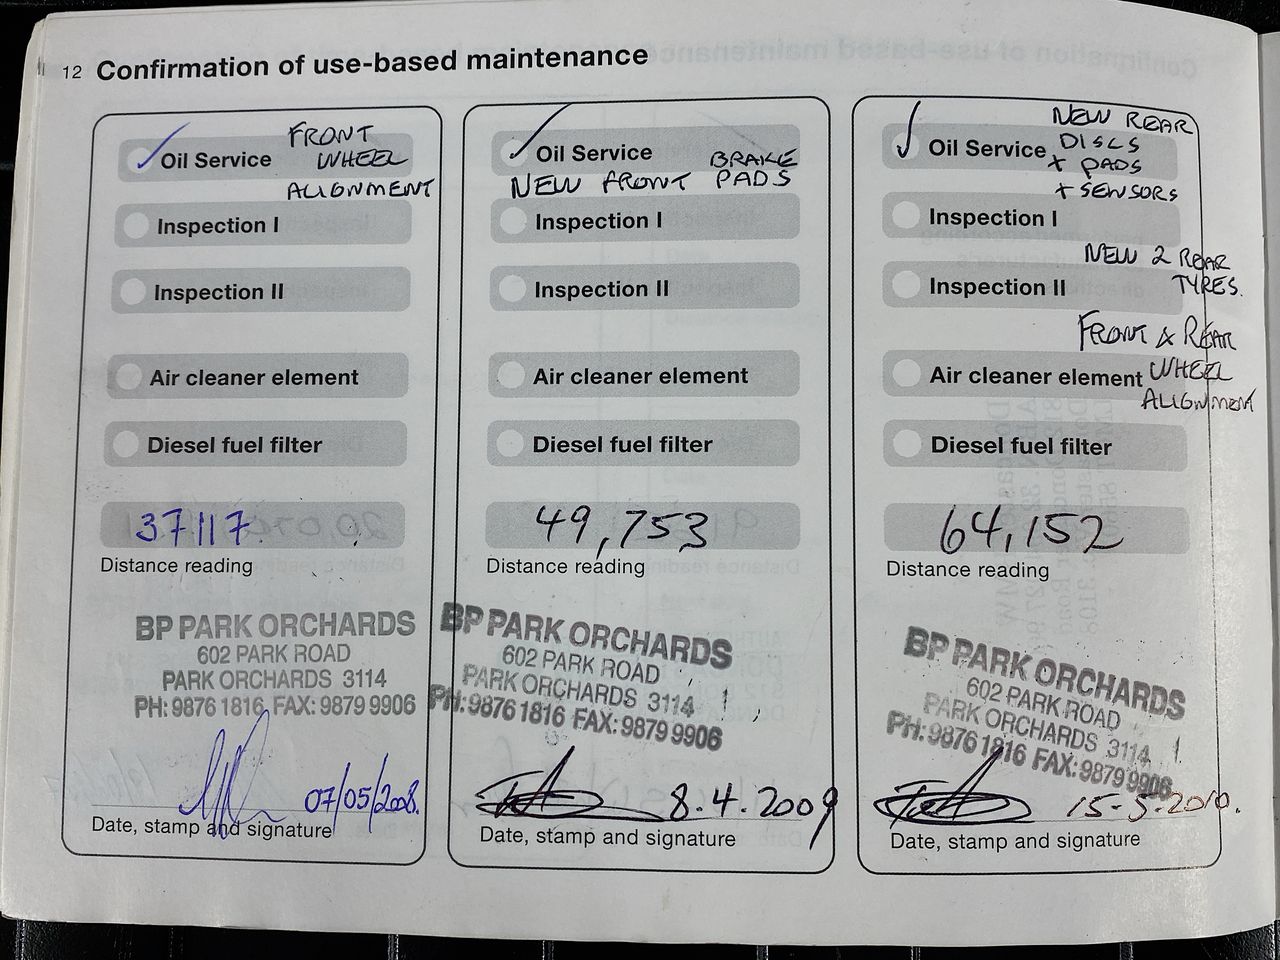 12 Confirmation of use-based maintenance
Oil Service
FRONT
WHEEL
ALIGNMENT
Inspection I
Inspection II
Air cleaner element
Diesel fuel filter
37117
Distance reading
BP PARK ORCHARDS
602 PARK ROAD
PARK ORCHARDS 3114
PH: 9876 1816 FAX: 9879 9906
07/05/2008.
Date, stamp and signature
Oil Service
BRAKE
NEW FRONT PADS
Inspection I
Inspection II
Air cleaner element
Diesel fuel filter
49,753
Distance reading
BP PARK ORCHARDS
602 PARK ROAD
PARK ORCHARDS 3114
PH: 9876 1816 FAX: 9879 9906
8.4.2009
Date, stamp and signature
NEW REAR
Oil Service DISCS
+ PADS
+ SENSORS
Inspection I
NEW 2 REAR
TYRES.
Inspection II
FRONT & REAR
WHEEL
ALIGNMENT
Air cleaner element
Diesel fuel filter
64,152
Distance reading
BP PARK ORCHARDS
602 PARK ROAD
PARK ORCHARDS 3114
PH: 9876 1816 FAX: 9879 9906
15-5-2010.
Date, stamp and signature